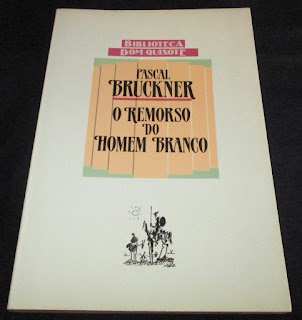 BIBLIOTECA
DOM QUIXOTE
PASCAL
BRUCKNER
O REMORSO
DO
HOMEM BRANCO